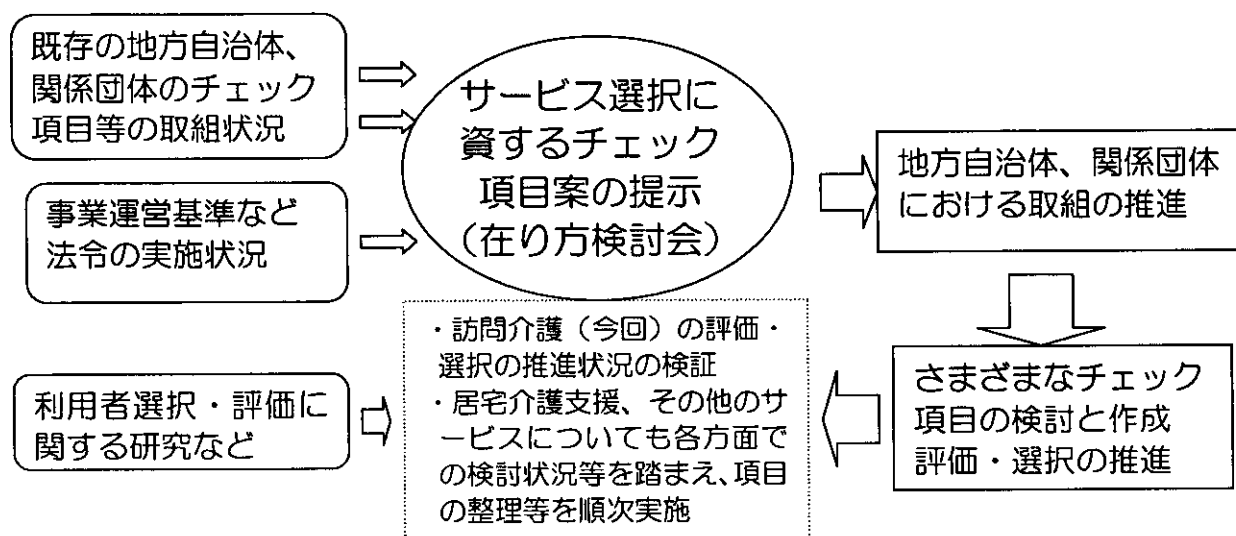 既存の地方自治体、
関係団体のチェック
項目等の取組状況
事業運営基準など
法令の実施状況
利用者選択・評価に
関する研究など
サービス選択に
資するチェック
項目案の提示
（在り方検討会）
・訪問介護（今回）の評価・
選択の推進状況の検証
・居宅介護支援、その他のサ
ービスについても各方面で
の検討状況等を踏まえ、項目
の整理等を順次実施
地方自治体、関係団体
における取組の推進
さまざまなチェック
項目の検討と作成
評価・選択の推進